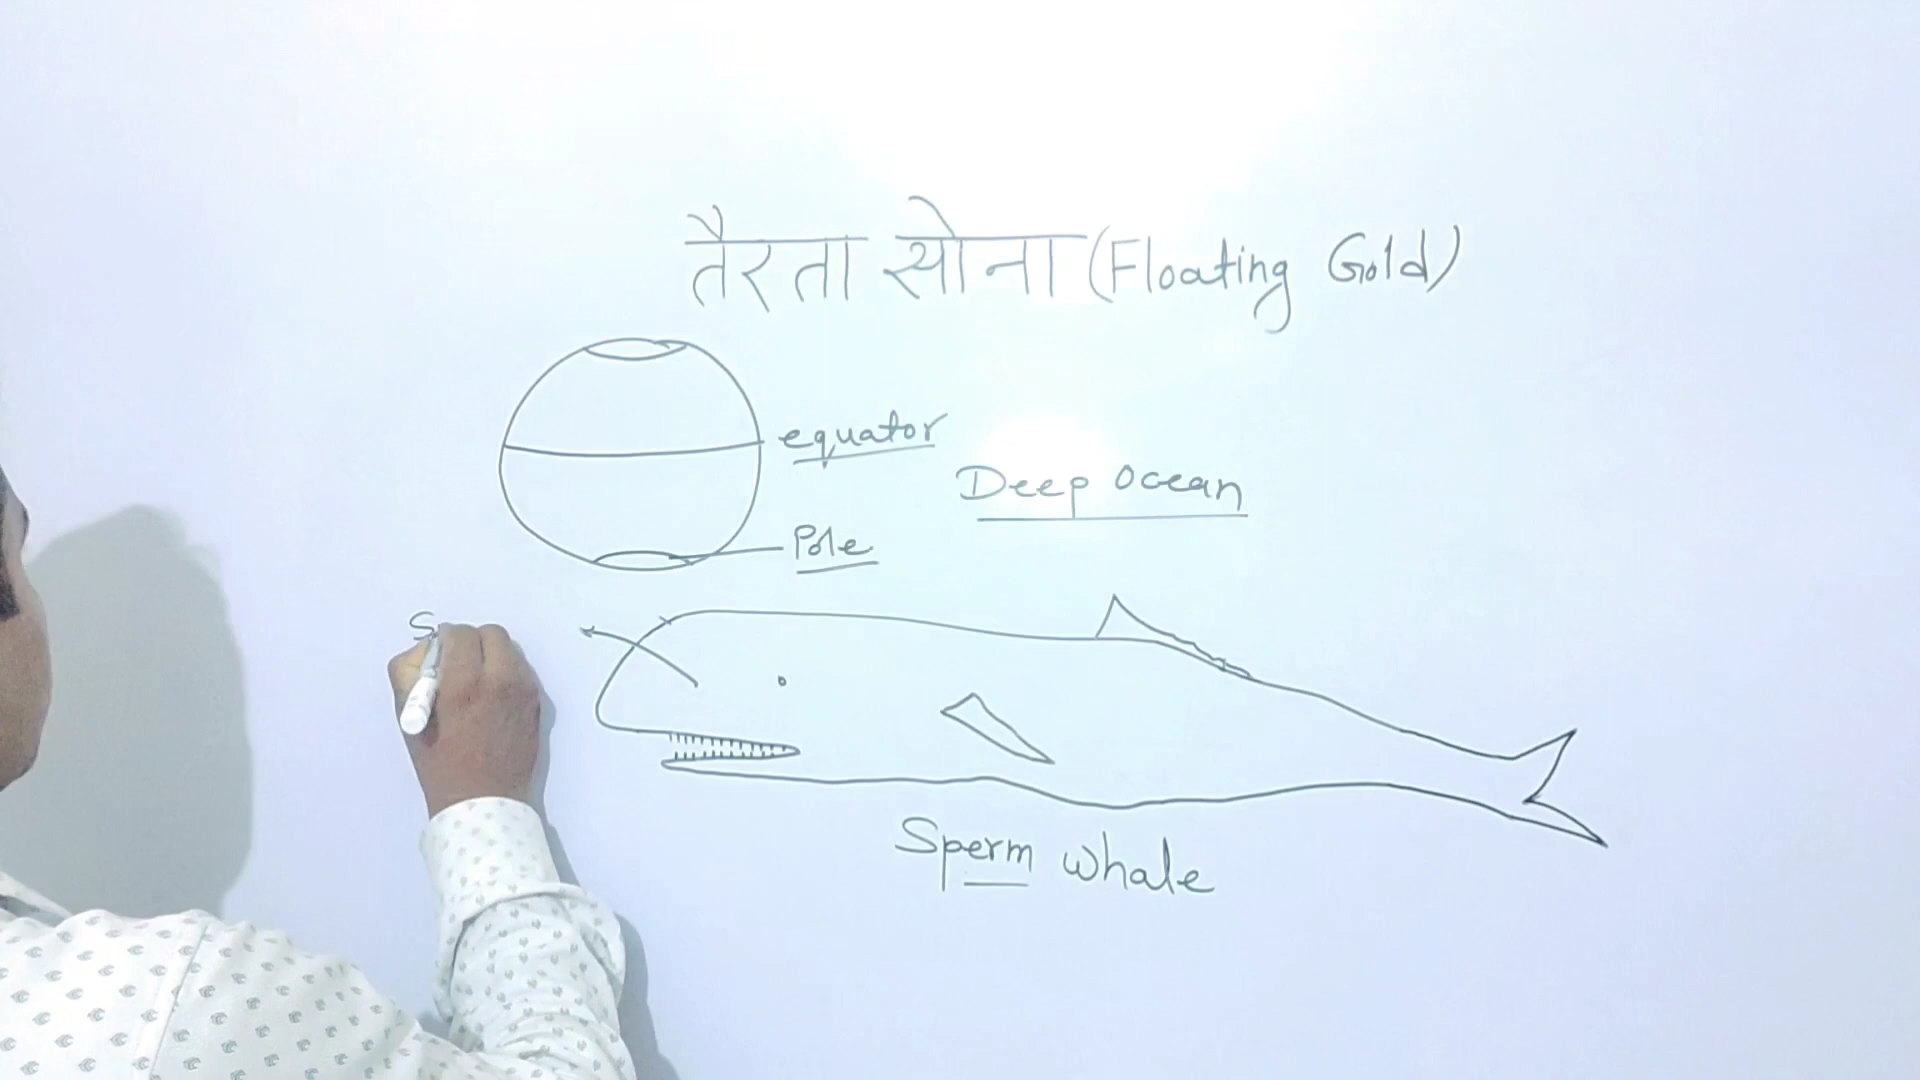 तैरता सोना (Floating Gold)
equator
Deep Ocean
Pole
S
Sperm whale